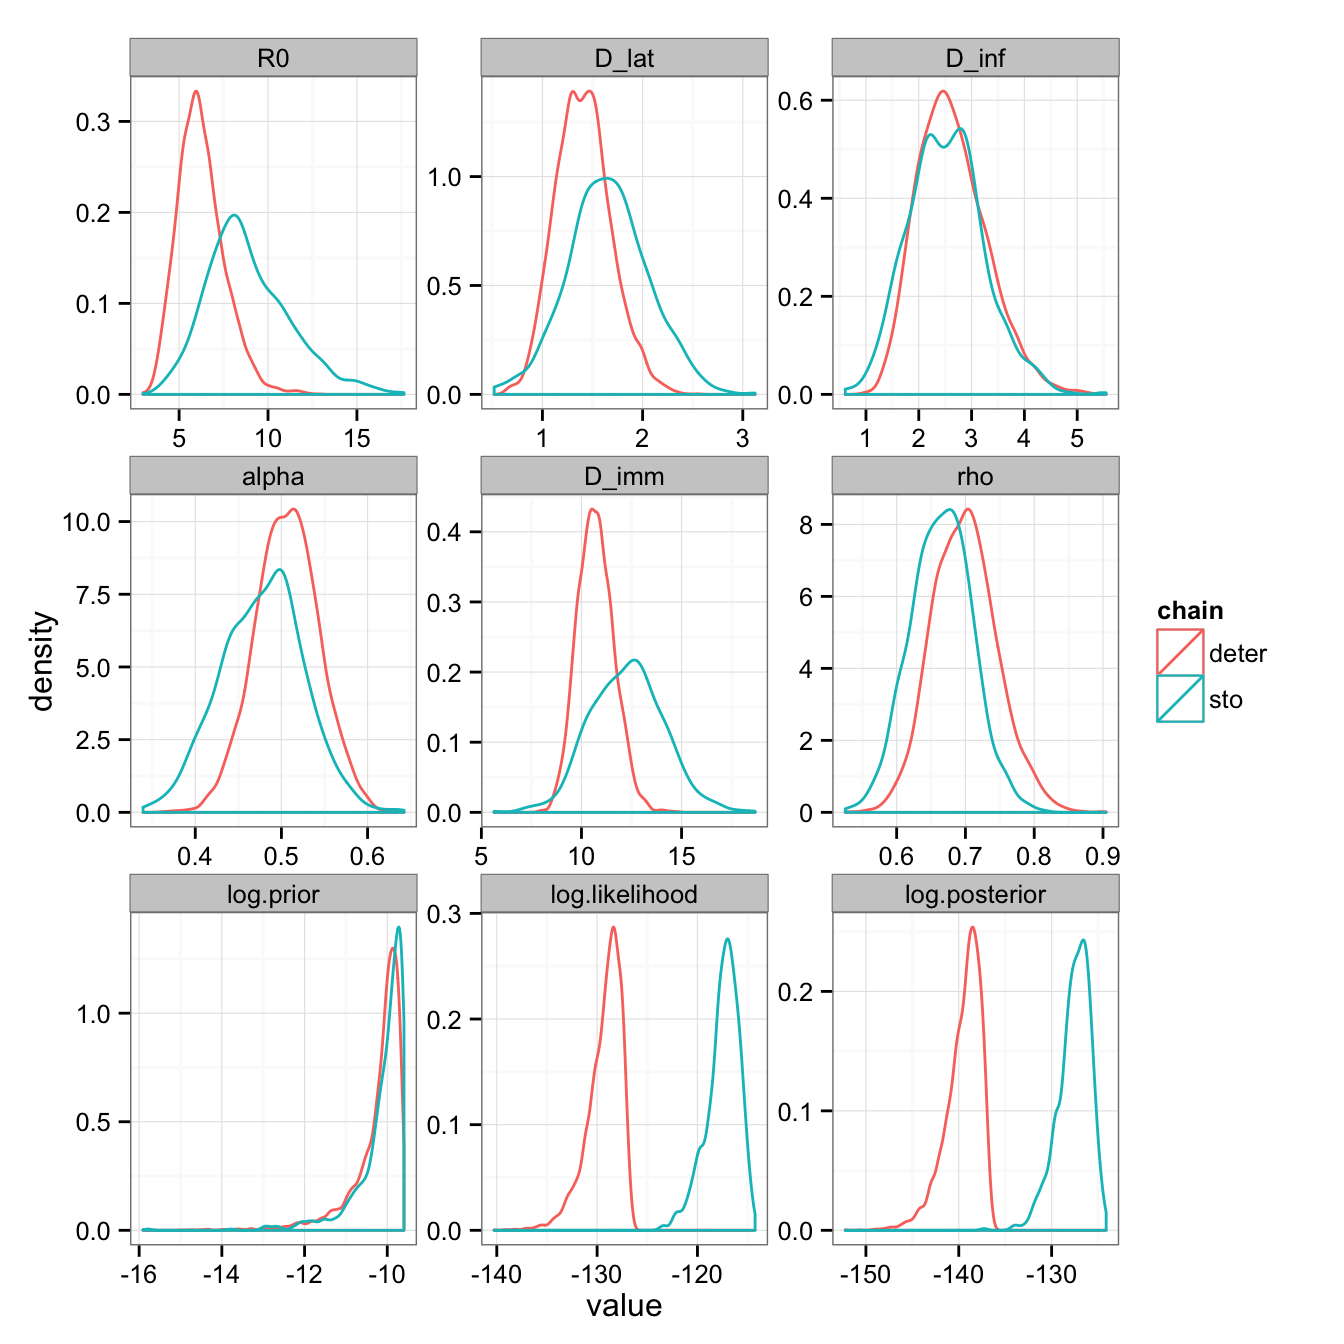 R0 D_lat D_inf
0.3 0.2 0.1 0.0
1.0 0.5 0.0
0.6 0.4 0.2 0.0
5 10 15
1 2 3
1 2 3 4 5
alpha D_imm rho
10.0 7.5 5.0 2.5 0.0
0.4 0.3 0.2 0.1 0.0
8 6 4 2 0
0.4 0.5 0.6
5 10 15
0.6 0.7 0.8 0.9
log.prior log.likelihood log.posterior
1.0 0.5 0.0
0.3 0.2 0.1 0.0
0.2 0.1 0.0
-16 -14 -12 -10
-140 -130 -120
-150 -140 -130
value
density
chain
deter
sto